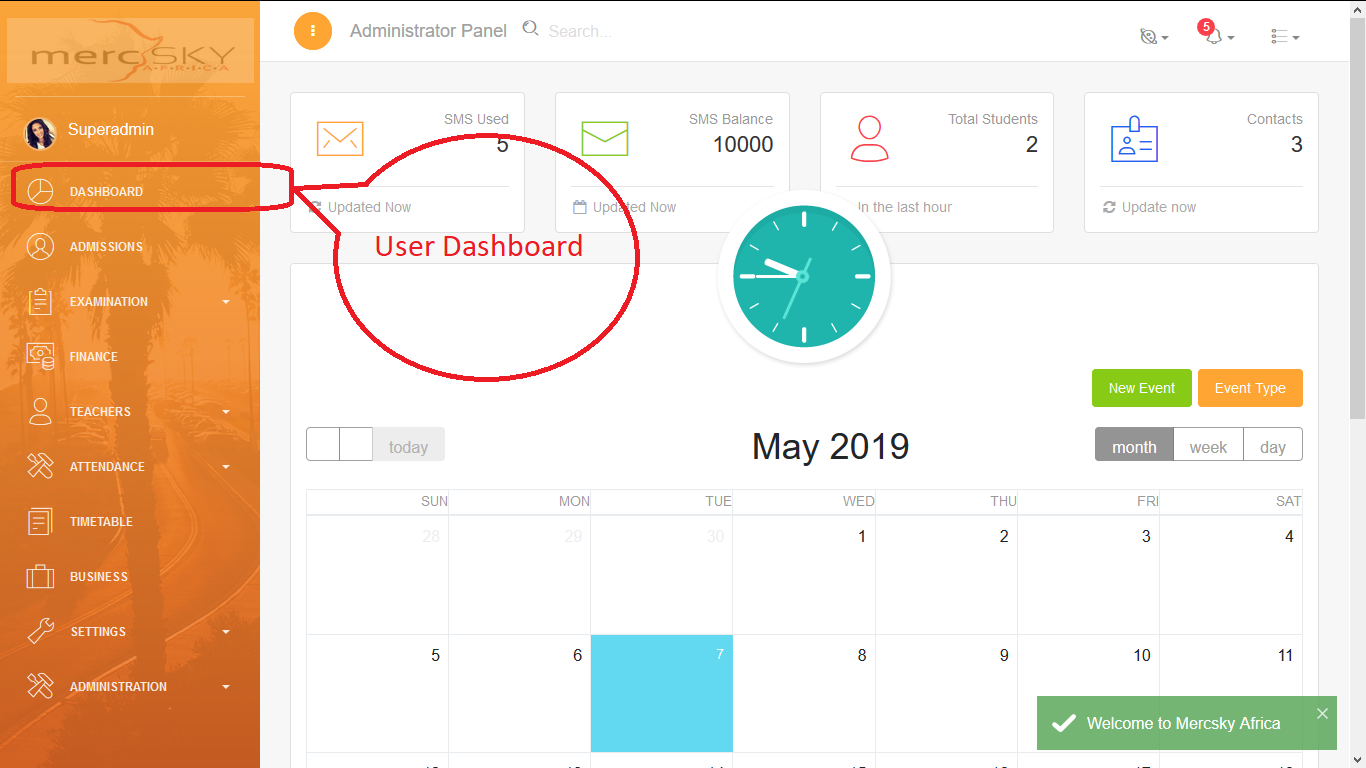 mercSKY
A·F·R·I·C·A
Superadmin
DASHBOARD
ADMISSIONS
EXAMINATION
FINANCE
TEACHERS
ATTENDANCE
TIMETABLE
BUSINESS
SETTINGS
ADMINISTRATION
Administrator Panel Search...
5
SMS Used
5
Updated Now
SMS Balance
10000
Updated Now
Total Students
2
In the last hour
Contacts
3
Update now
User Dashboard
New Event Event Type
today May 2019 month week day
SUN MON TUE WED THU FRI SAT
28 29 30 1 2 3 4
5 6 7 8 9 10 11
Welcome to Mercsky Africa